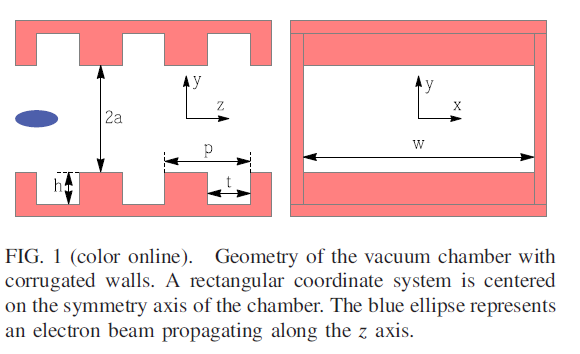 y
z
2a
p
h
t
y
x
w
FIG. 1 (color online). Geometry of the vacuum chamber with
corrugated walls. A rectangular coordinate system is centered
on the symmetry axis of the chamber. The blue ellipse represents
an electron beam propagating along the z axis.